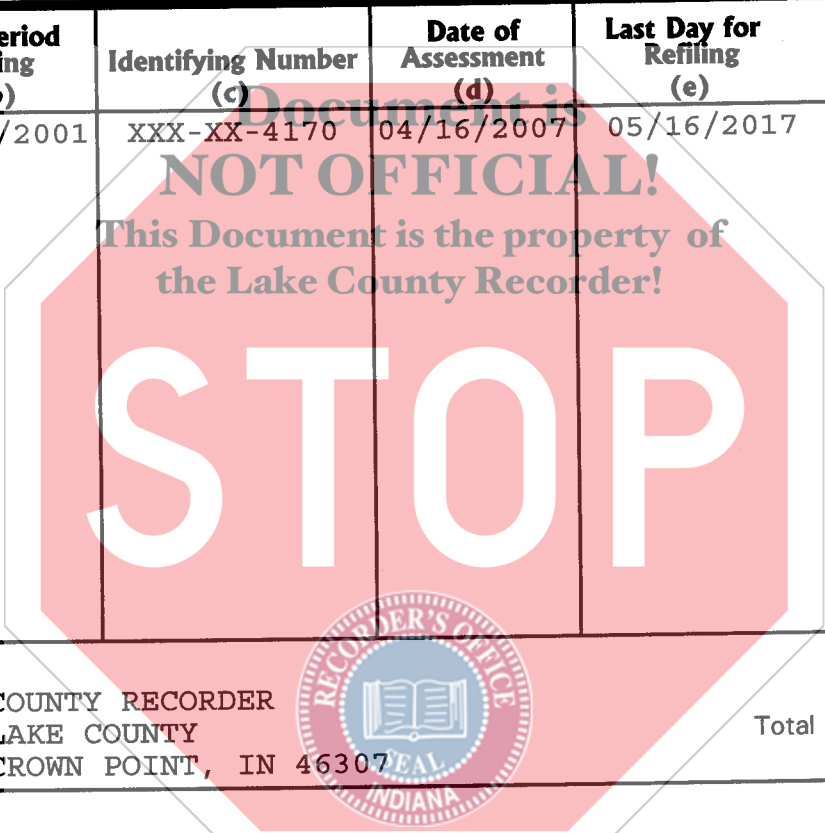 eriod
ing
Identifying Number
(c)
Date of
Assessment
(d)
Last Day for
Refiling
(e)
/2001 XXX-XX-4170 04/16/2007 05/16/2017
Document is
NOT OFFICIAL!
This Document is the property of
the Lake County Recorder!
STOP
RECORDER'S OFFICE
SEAL
INDIANA
COUNTY RECORDER
LAKE COUNTY
CROWN POINT, IN 46307
Total